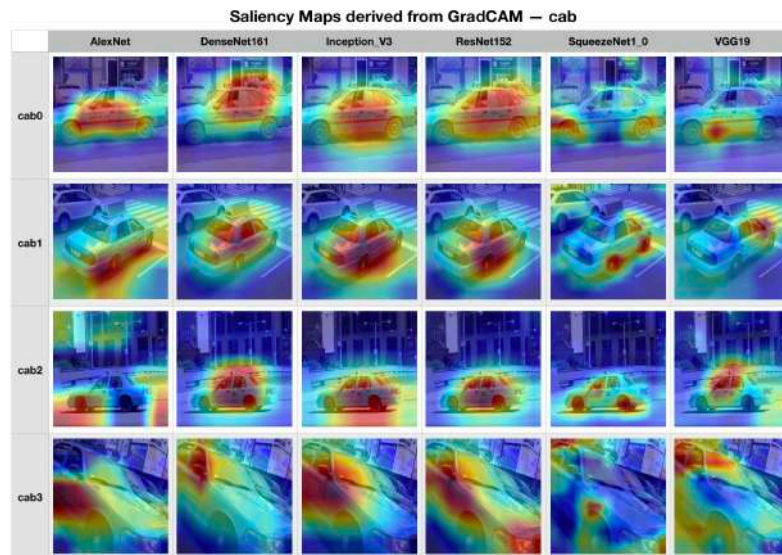 Saliency Maps derived from GradCAM — cab
AlexNet DenseNet161 Inception_V3 ResNet152 SqueezeNet1_0 VGG19
cab0
cab1
cab2
cab3